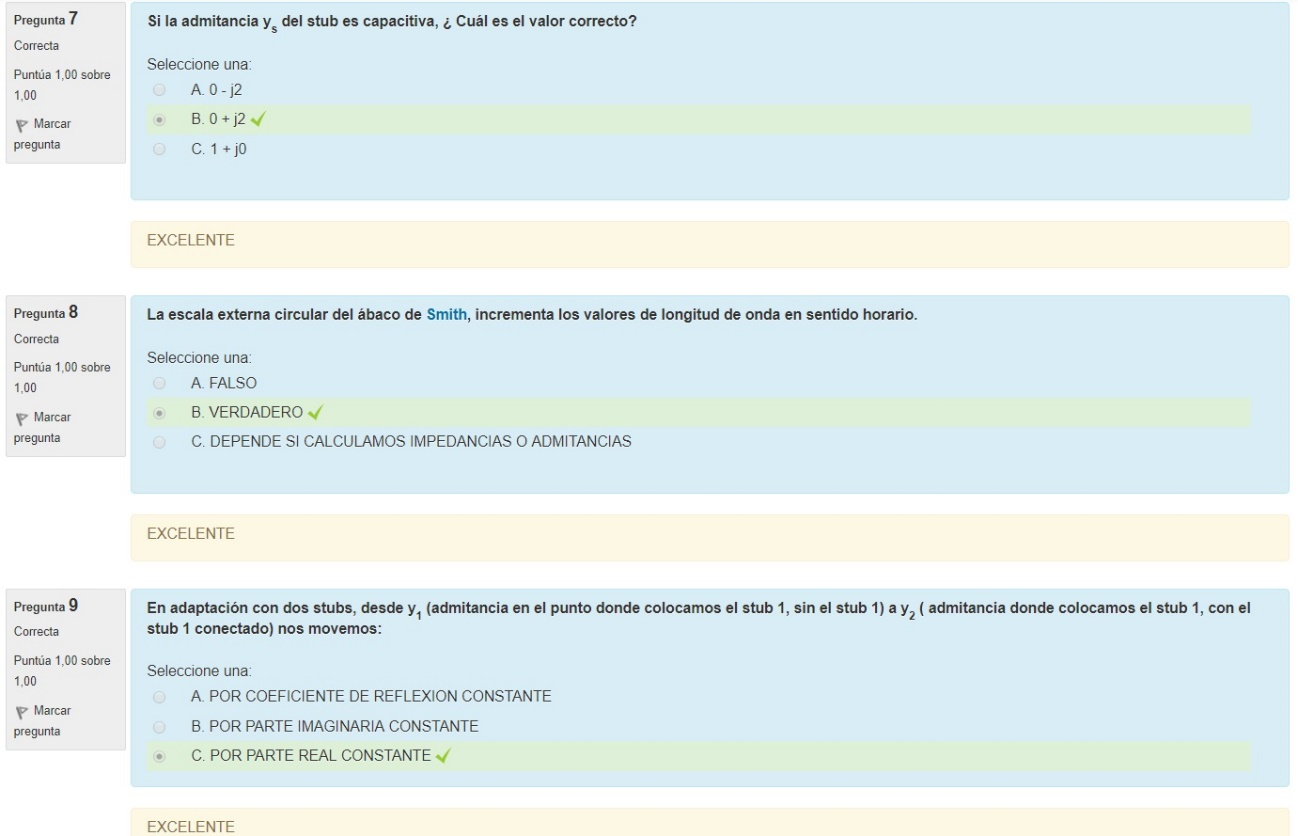 Pregunta 7
Correcta
Puntúa 1,00 sobre
1,00
Marcar
pregunta
Si la admitancia ys del stub es capacitiva, ¿ Cuál es el valor correcto?
Seleccione una:
A. 0 - j2
B. 0 + j2
C. 1 + j0
EXCELENTE
Pregunta 8
Correcta
Puntúa 1,00 sobre
1,00
Marcar
pregunta
La escala externa circular del ábaco de Smith, incrementa los valores de longitud de onda en sentido horario.
Seleccione una:
A. FALSO
B. VERDADERO
C. DEPENDE SI CALCULAMOS IMPEDANCIAS O ADMITANCIAS
EXCELENTE
Pregunta 9
Correcta
Puntúa 1,00 sobre
1,00
Marcar
pregunta
En adaptación con dos stubs, desde y1 (admitancia en el punto donde colocamos el stub 1, sin el stub 1) a y2 ( admitancia donde colocamos el stub 1, con el
stub 1 conectado) nos movemos:
Seleccione una:
A. POR COEFICIENTE DE REFLEXION CONSTANTE
B. POR PARTE IMAGINARIA CONSTANTE
C. POR PARTE REAL CONSTANTE
EXCELENTE